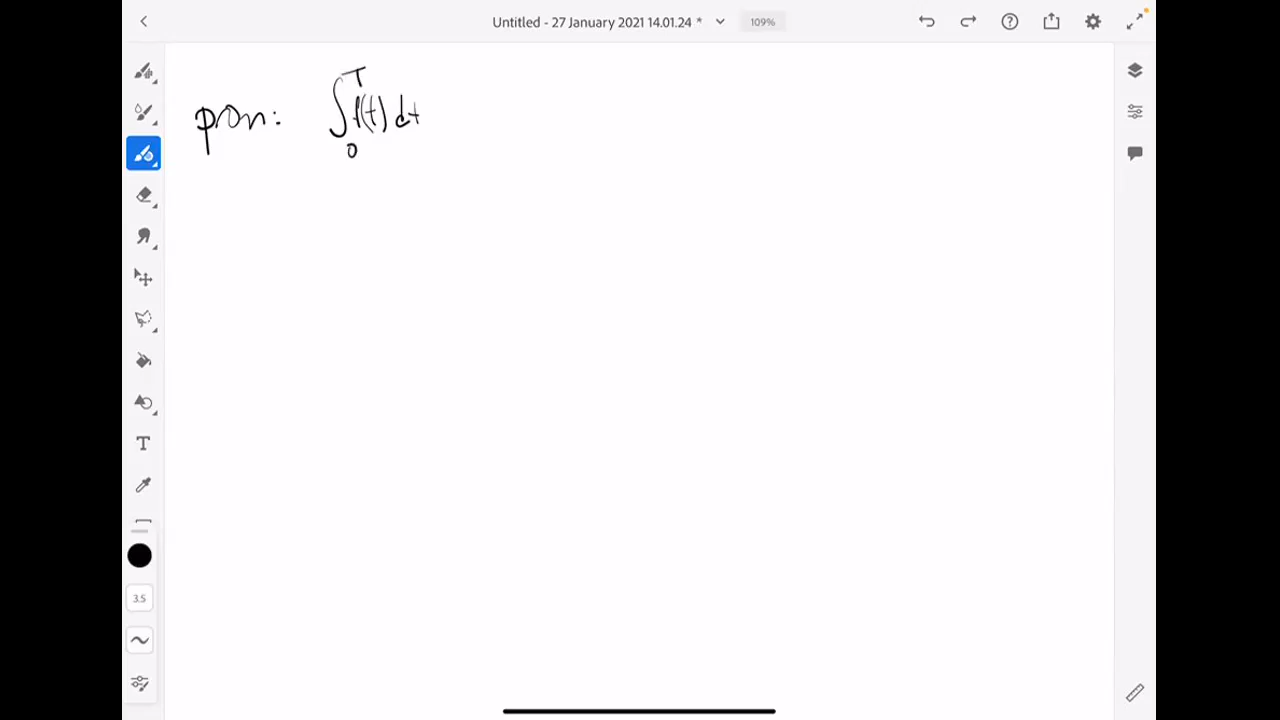 Untitled - 27 January 2021 14.01.24 *
109%
pron: ∫₀ᵀ f(t) dt
T
3.5